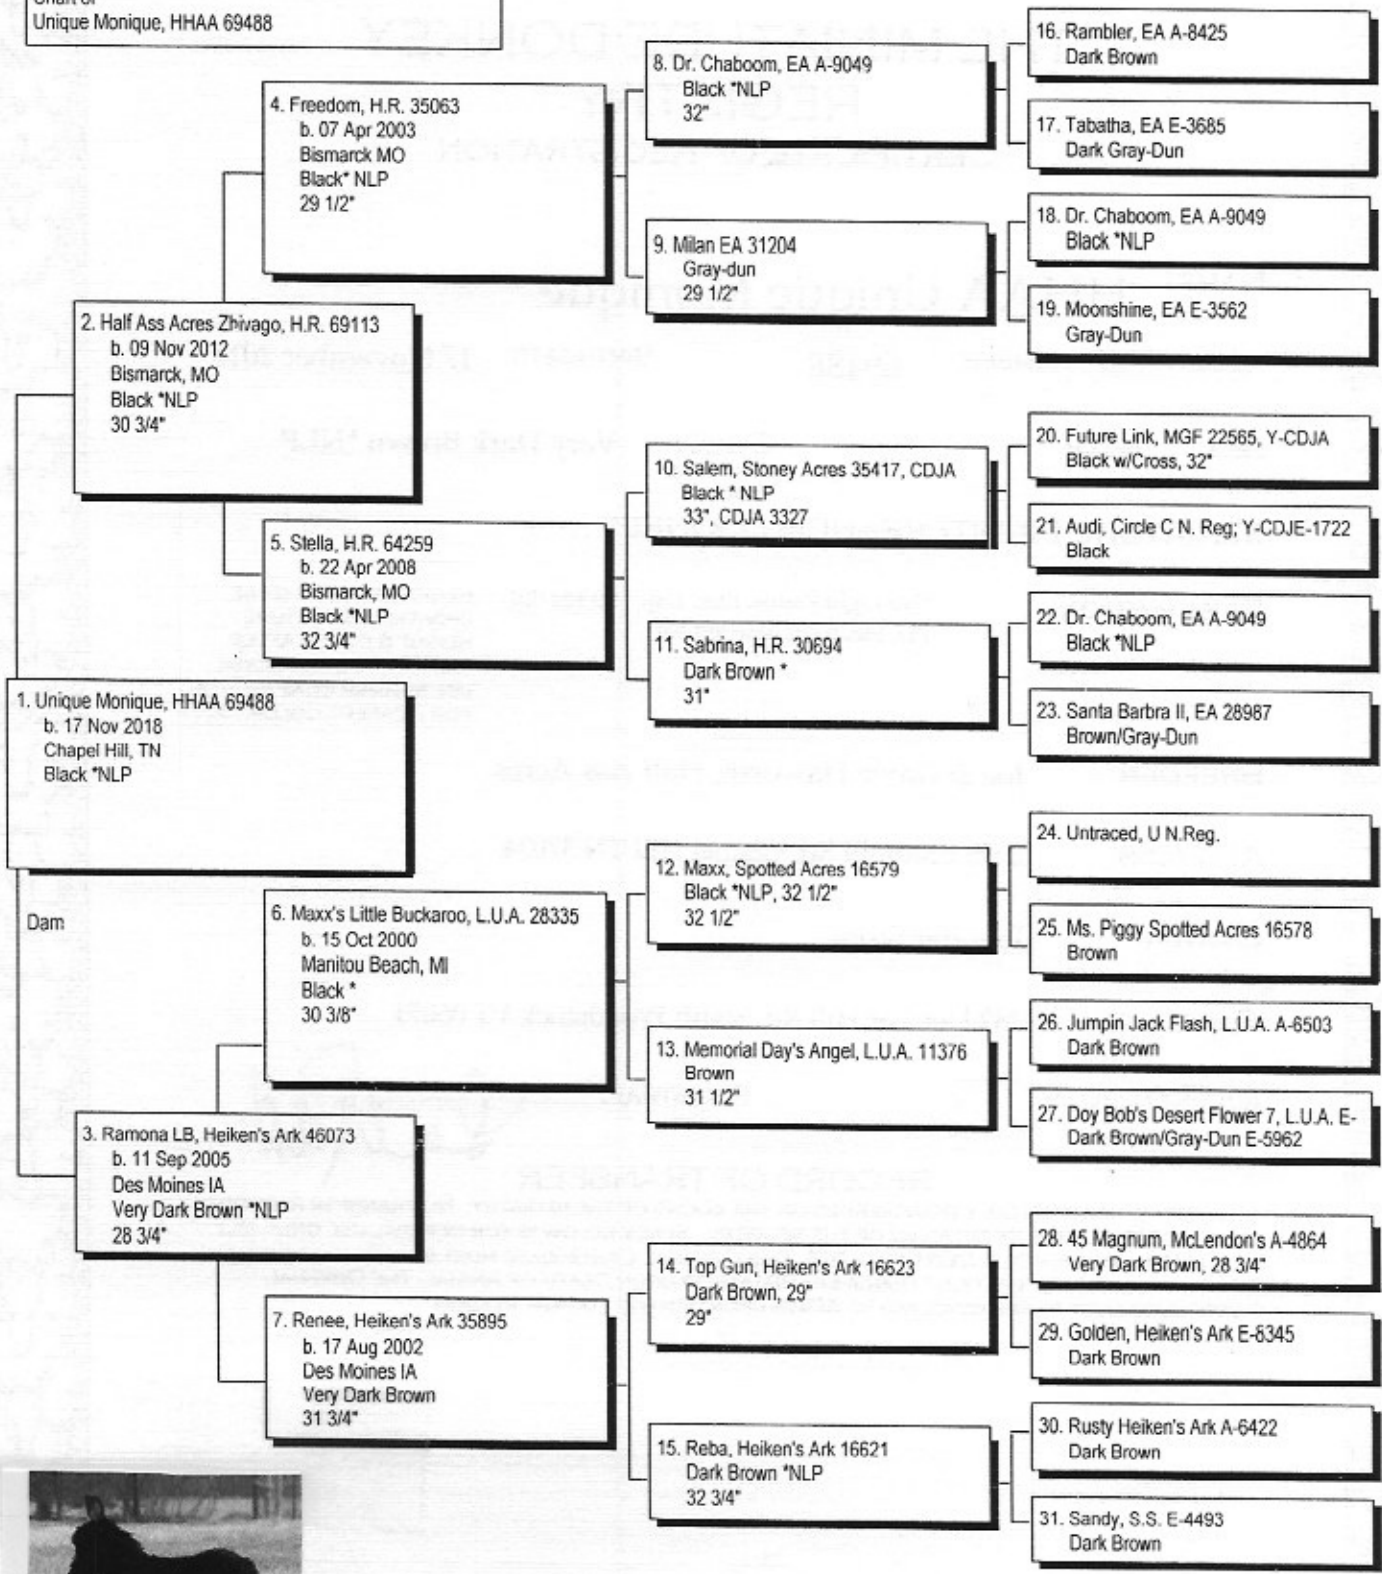 Chart of
Unique Monique, HHAA 69488
1. Unique Monique, HHAA 69488
b. 17 Nov 2018
Chapel Hill, TN
Black *NLP
Dam
2. Half Ass Acres Zhivago, H.R. 69113
b. 09 Nov 2012
Bismarck, MO
Black *NLP
30 3/4"
3. Ramona LB, Heiken's Ark 46073
b. 11 Sep 2005
Des Moines IA
Very Dark Brown *NLP
28 3/4"
4. Freedom, H.R. 35063
b. 07 Apr 2003
Bismarck MO
Black* NLP
29 1/2"
5. Stella, H.R. 64259
b. 22 Apr 2008
Bismarck, MO
Black *NLP
32 3/4"
6. Maxx's Little Buckaroo, L.U.A. 28335
b. 15 Oct 2000
Manitou Beach, MI
Black *
30 3/8"
7. Renee, Heiken's Ark 35895
b. 17 Aug 2002
Des Moines IA
Very Dark Brown
31 3/4"
8. Dr. Chaboom, EA A-9049
Black *NLP
32"
9. Milan EA 31204
Gray-dun
29 1/2"
10. Salem, Stoney Acres 35417, CDJA
Black * NLP
33", CDJA 3327
11. Sabrina, H.R. 30694
Dark Brown *
31"
12. Maxx, Spotted Acres 16579
Black *NLP, 32 1/2"
32 1/2"
13. Memorial Day's Angel, L.U.A. 11376
Brown
31 1/2"
14. Top Gun, Heiken's Ark 16623
Dark Brown, 29"
29"
15. Reba, Heiken's Ark 16621
Dark Brown *NLP
32 3/4"
16. Rambler, EA A-8425
Dark Brown
17. Tabatha, EA E-3685
Dark Gray-Dun
18. Dr. Chaboom, EA A-9049
Black *NLP
19. Moonshine, EA E-3562
Gray-Dun
20. Future Link, MGF 22565, Y-CDJA
Black w/Cross, 32"
21. Audi, Circle C N. Reg; Y-CDJE-1722
Black
22. Dr. Chaboom, EA A-9049
Black *NLP
23. Santa Barbra II, EA 28987
Brown/Gray-Dun
24. Untraced, U N.Reg.
25. Ms. Piggy Spotted Acres 16578
Brown
26. Jumpin Jack Flash, L.U.A. A-6503
Dark Brown
27. Doy Bob's Desert Flower 7, L.U.A. E-
Dark Brown/Gray-Dun E-5962
28. 45 Magnum, McLendon's A-4864
Very Dark Brown, 28 3/4"
29. Golden, Heiken's Ark E-8345
Dark Brown
30. Rusty Heiken's Ark A-6422
Dark Brown
31. Sandy, S.S. E-4493
Dark Brown